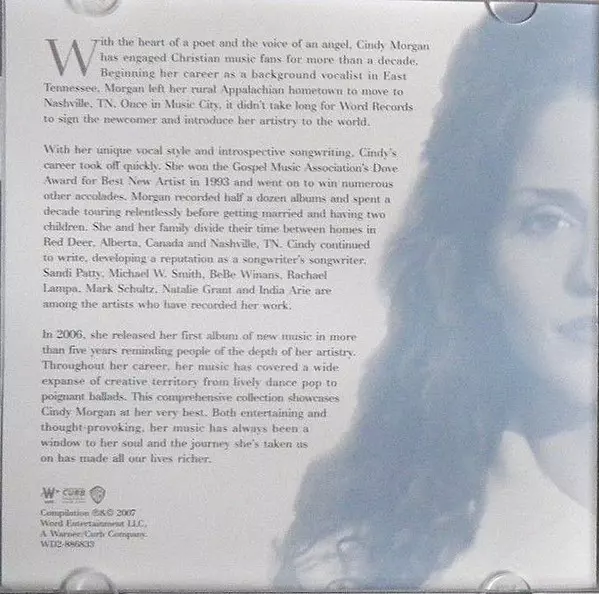 With the heart of a poet and the voice of an angel, Cindy Morgan
has engaged Christian music fans for more than a decade.
Beginning her career as a background vocalist in East
Tennessee, Morgan left her rural Appalachian hometown to move to
Nashville, TN. Once in Music City, it didn't take long for Word Records
to sign the newcomer and introduce her artistry to the world.
With her unique vocal style and introspective songwriting, Cindy's
career took off quickly. She won the Gospel Music Association's Dove
Award for Best New Artist in 1993 and went on to win numerous
other accolades. Morgan recorded half a dozen albums and spent a
decade touring relentlessly before getting married and having two
children. She and her family divide their time between homes in
Red Deer, Alberta, Canada and Nashville, TN. Cindy continued
to write, developing a reputation as a songwriter's songwriter.
Sandi Patty, Michael W. Smith, BeBe Winans, Rachael
Lampa, Mark Schultz, Natalie Grant and India Arie are
among the artists who have recorded her work.
In 2006, she released her first album of new music in more
than five years reminding people of the depth of her artistry.
Throughout her career, her music has covered a wide
expanse of creative territory from lively dance pop to
poignant ballads. This comprehensive collection showcases
Cindy Morgan at her very best. Both entertaining and
thought-provoking, her music has always been a
window to her soul and the journey she's taken us
on has made all our lives richer.
W CURB WB
Compilation ℗&© 2007
Word Entertainment LLC,
A Warner/Curb Company.
WD2-886833